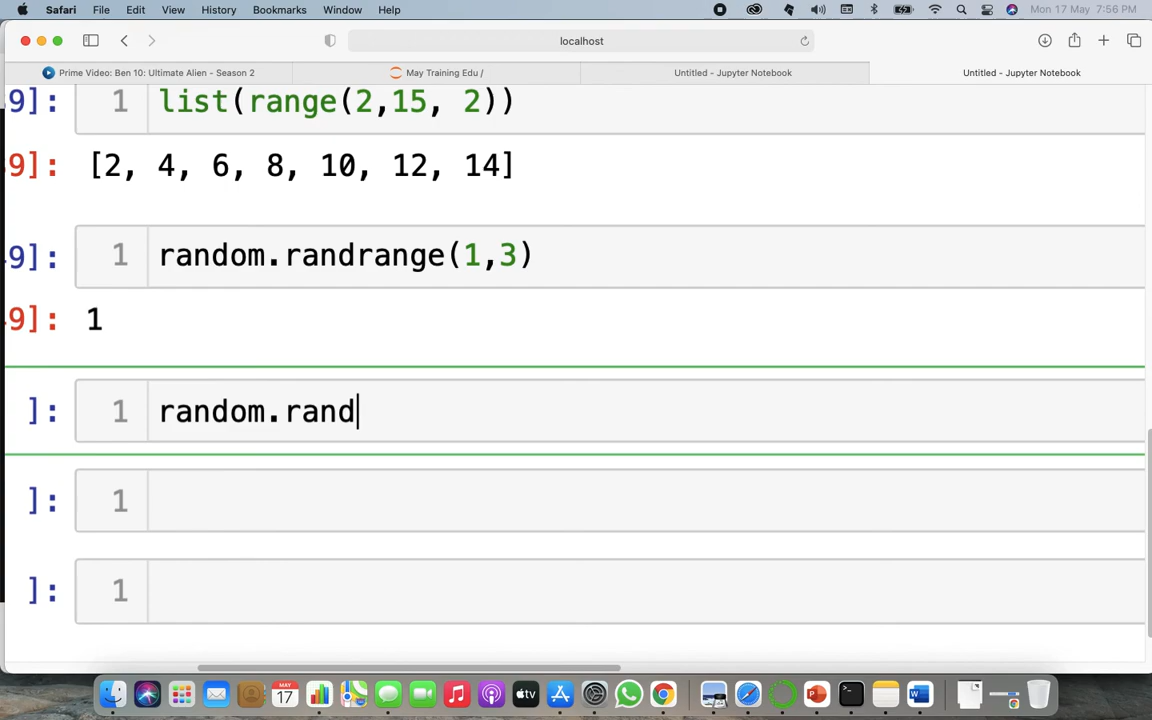 Safari File Edit View History Bookmarks Window Help Mon 17 May 7:56 PM
localhost
Prime Video: Ben 10: Ultimate Alien - Season 2 May Training Edu / Untitled - Jupyter Notebook Untitled - Jupyter Notebook
9]: 1 list(range(2,15, 2))
9]: [2, 4, 6, 8, 10, 12, 14]
9]: 1 random.randrange(1,3)
9]: 1
]: 1 random.rand
]: 1
]: 1
MAY
17
tv